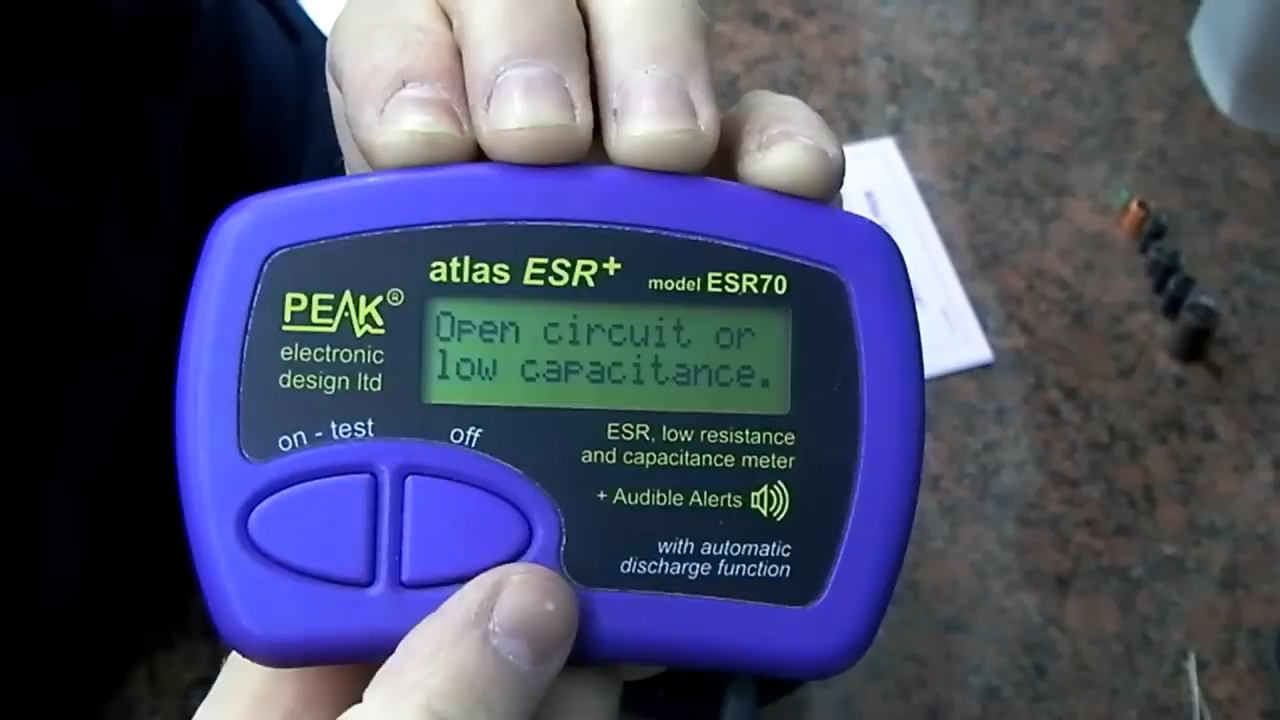 atlas ESR+ model ESR70
PEAK®
electronic
design ltd
Open circuit or
low capacitance.
on - test off
ESR, low resistance
and capacitance meter
+ Audible Alerts
with automatic
discharge function